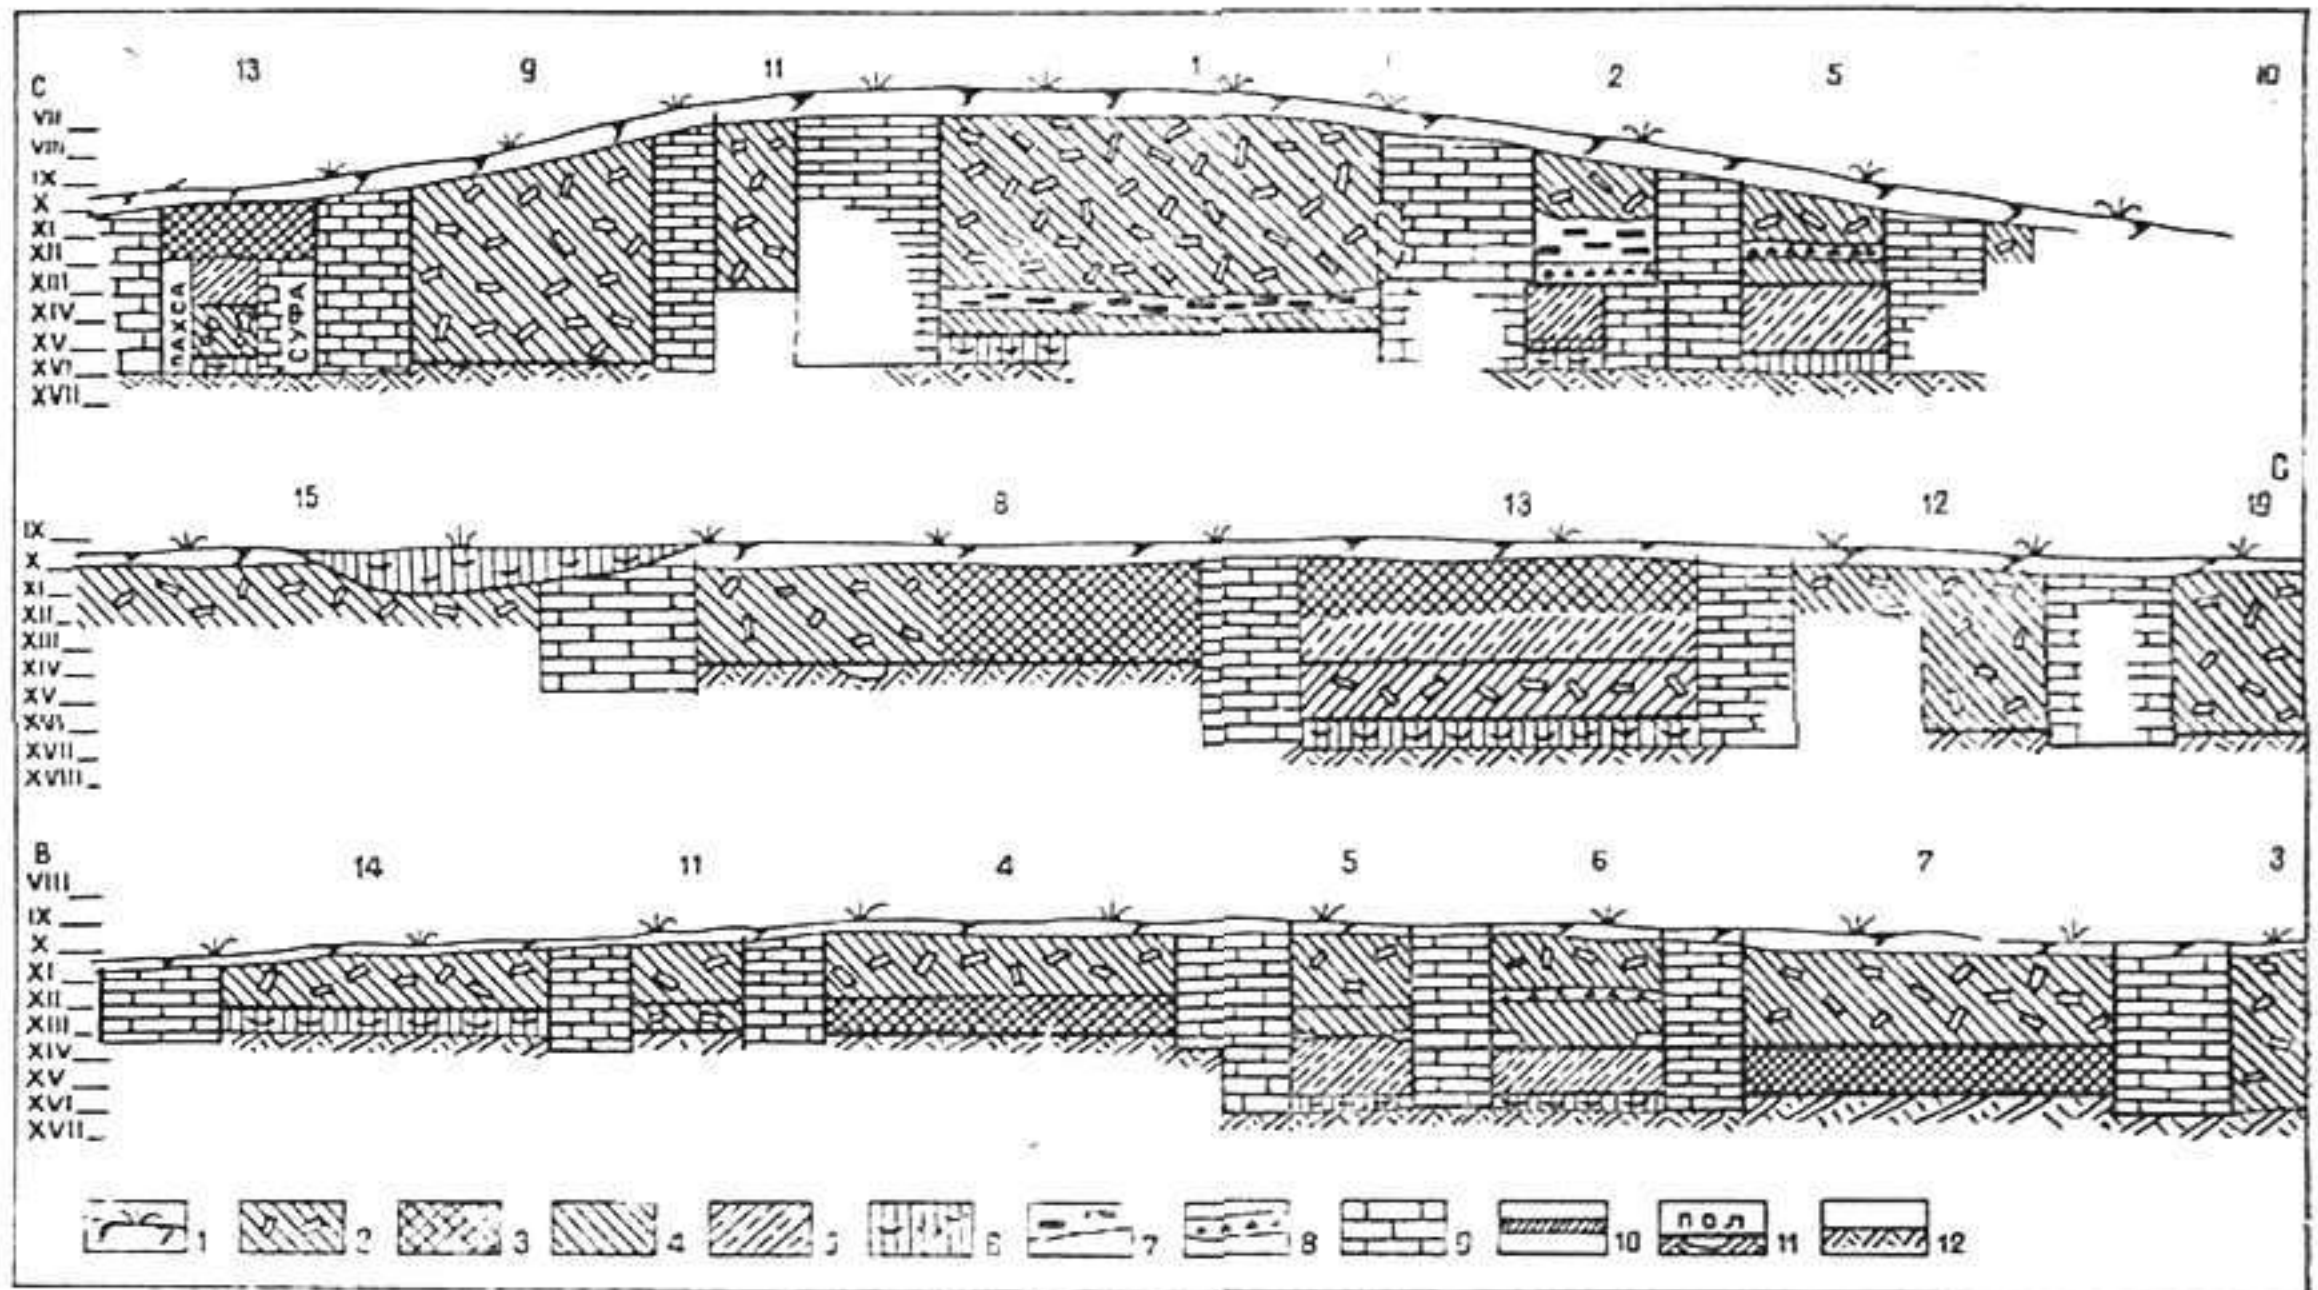 13 9 11 1 2 5 10
С
VII
VIII
IX
X
XI
XII
XIII
XIV
XV
XVI
XVII
ПАХСА
СУФА
С
15 8 13 12 19
IX
X
XI
XII
XIII
XIV
XV
XVI
XVII
XVIII
В
14 11 4 5 6 7 3
VIII
IX
X
XI
XII
XIII
XIV
XV
XVI
XVII
1 2 3 4 5 6 7 8 9 10 пол 11 12